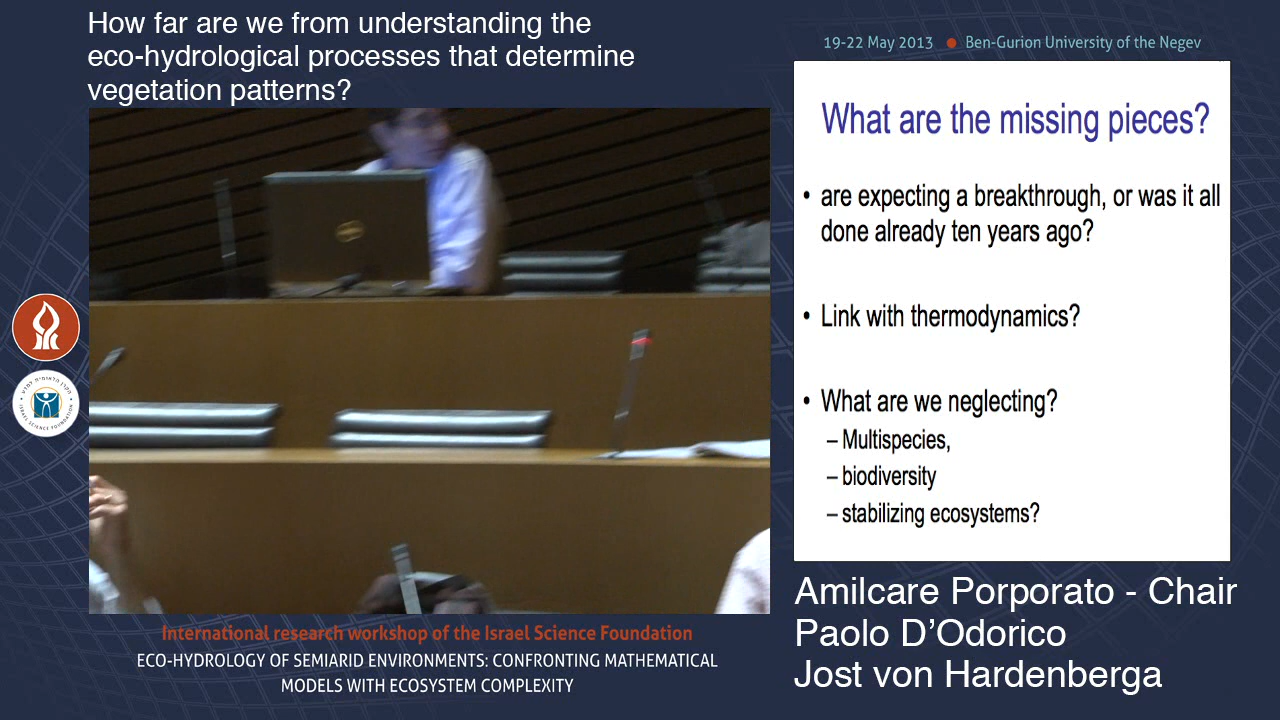 How far are we from understanding the
eco-hydrological processes that determine
vegetation patterns?
19-22 May 2013 ● Ben-Gurion University of the Negev
What are the missing pieces?
• are expecting a breakthrough, or was it all
done already ten years ago?
• Link with thermodynamics?
• What are we neglecting?
– Multispecies,
– biodiversity
– stabilizing ecosystems?
Amilcare Porporato - Chair
Paolo D’Odorico
Jost von Hardenberga
International research workshop of the Israel Science Foundation
ECO-HYDROLOGY OF SEMIARID ENVIRONMENTS: CONFRONTING MATHEMATICAL
MODELS WITH ECOSYSTEM COMPLEXITY